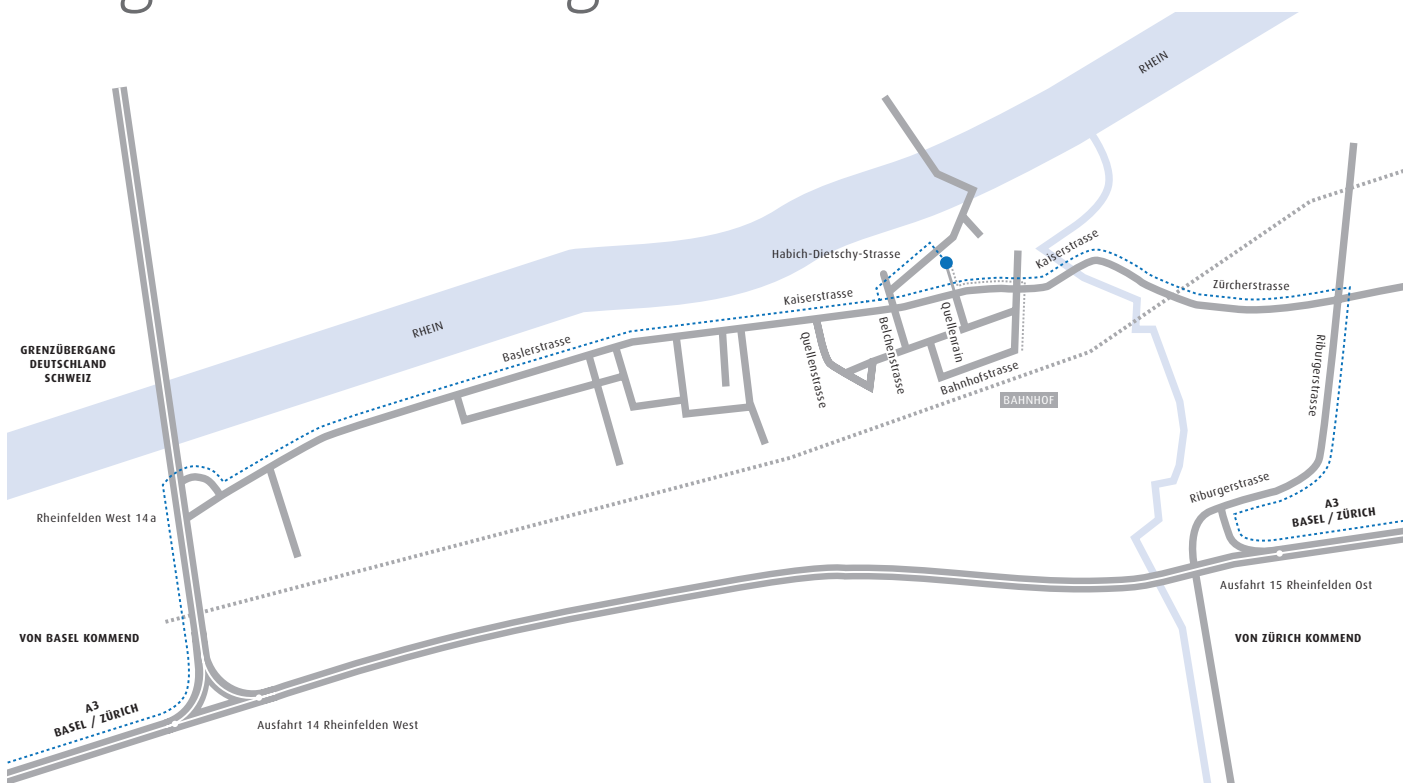 RHEIN
Habich-Dietschy-Strasse
Kaiserstrasse
Kaiserstrasse
Zürcherstrasse
RHEIN
Baslerstrasse
Quellenstrasse
Belchenstrasse
Quellenrain
Bahnhofstrasse
BAHNHOF
Riburgerstrasse
GRENZÜBERGANG
DEUTSCHLAND
SCHWEIZ
Rheinfelden West 14a
Riburgerstrasse
A3
BASEL / ZÜRICH
Ausfahrt 15 Rheinfelden Ost
VON BASEL KOMMEND
VON ZÜRICH KOMMEND
A3
BASEL / ZÜRICH
Ausfahrt 14 Rheinfelden West